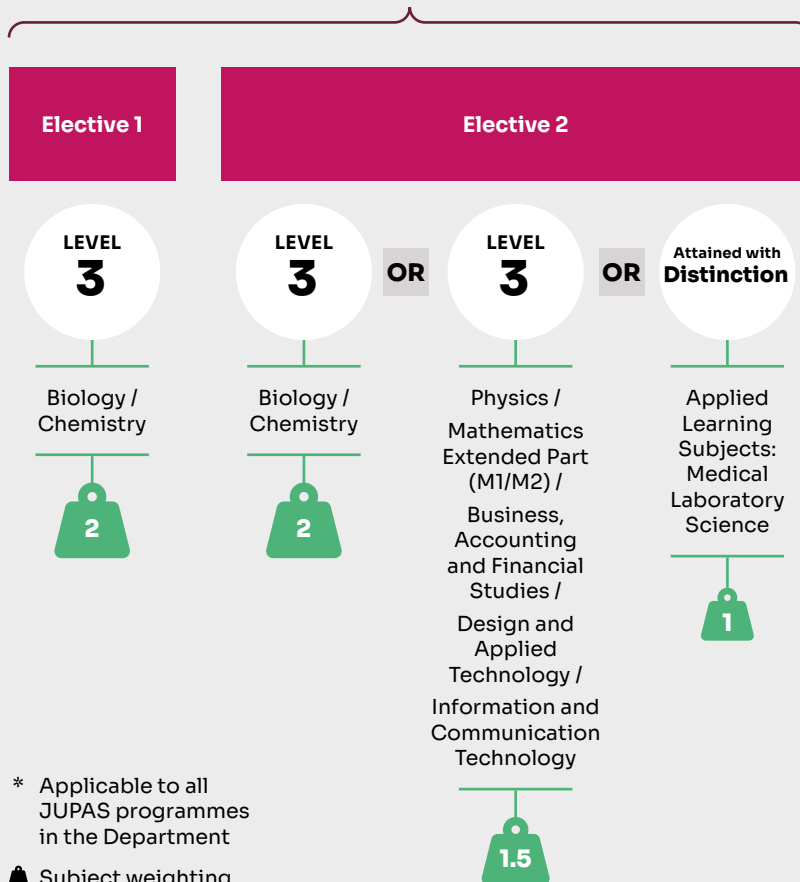 Elective 1
Elective 2
LEVEL
3
LEVEL
3
OR
LEVEL
3
OR
Attained with
Distinction
Biology /
Chemistry
2
Biology /
Chemistry
2
Physics /
Mathematics
Extended Part
(M1/M2) /
Business,
Accounting
and Financial
Studies /
Design and
Applied
Technology /
Information and
Communication
Technology
1.5
Applied
Learning
Subjects:
Medical
Laboratory
Science
1
* Applicable to all
JUPAS programmes
in the Department
Subject weighting